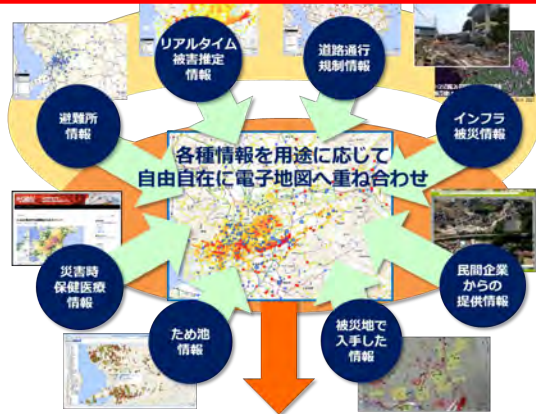 リアルタイム
被害推定
情報
道路通行
規制情報
避難所
情報
インフラ
被災情報
各種情報を用途に応じて
自由自在に電子地図へ重ね合わせ
災害時
保健医療
情報
民間企業
からの
提供情報
ため池
情報
被災地で
入手した
情報